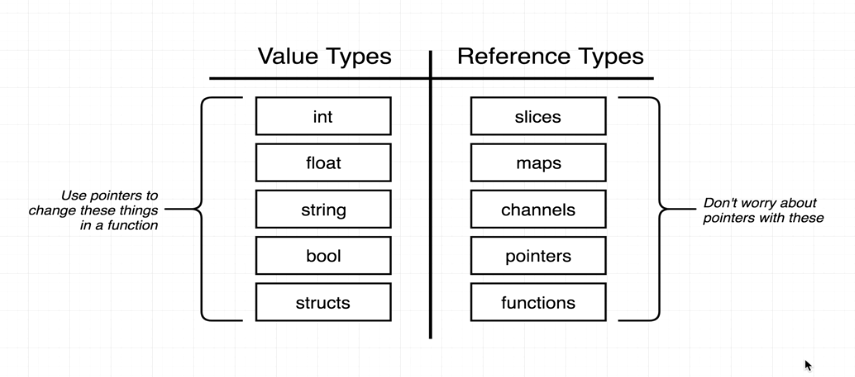 Value Types
Reference Types
int
slices
float
maps
Use pointers to
change these things
in a function
string
channels
Don't worry about
pointers with these
bool
pointers
structs
functions